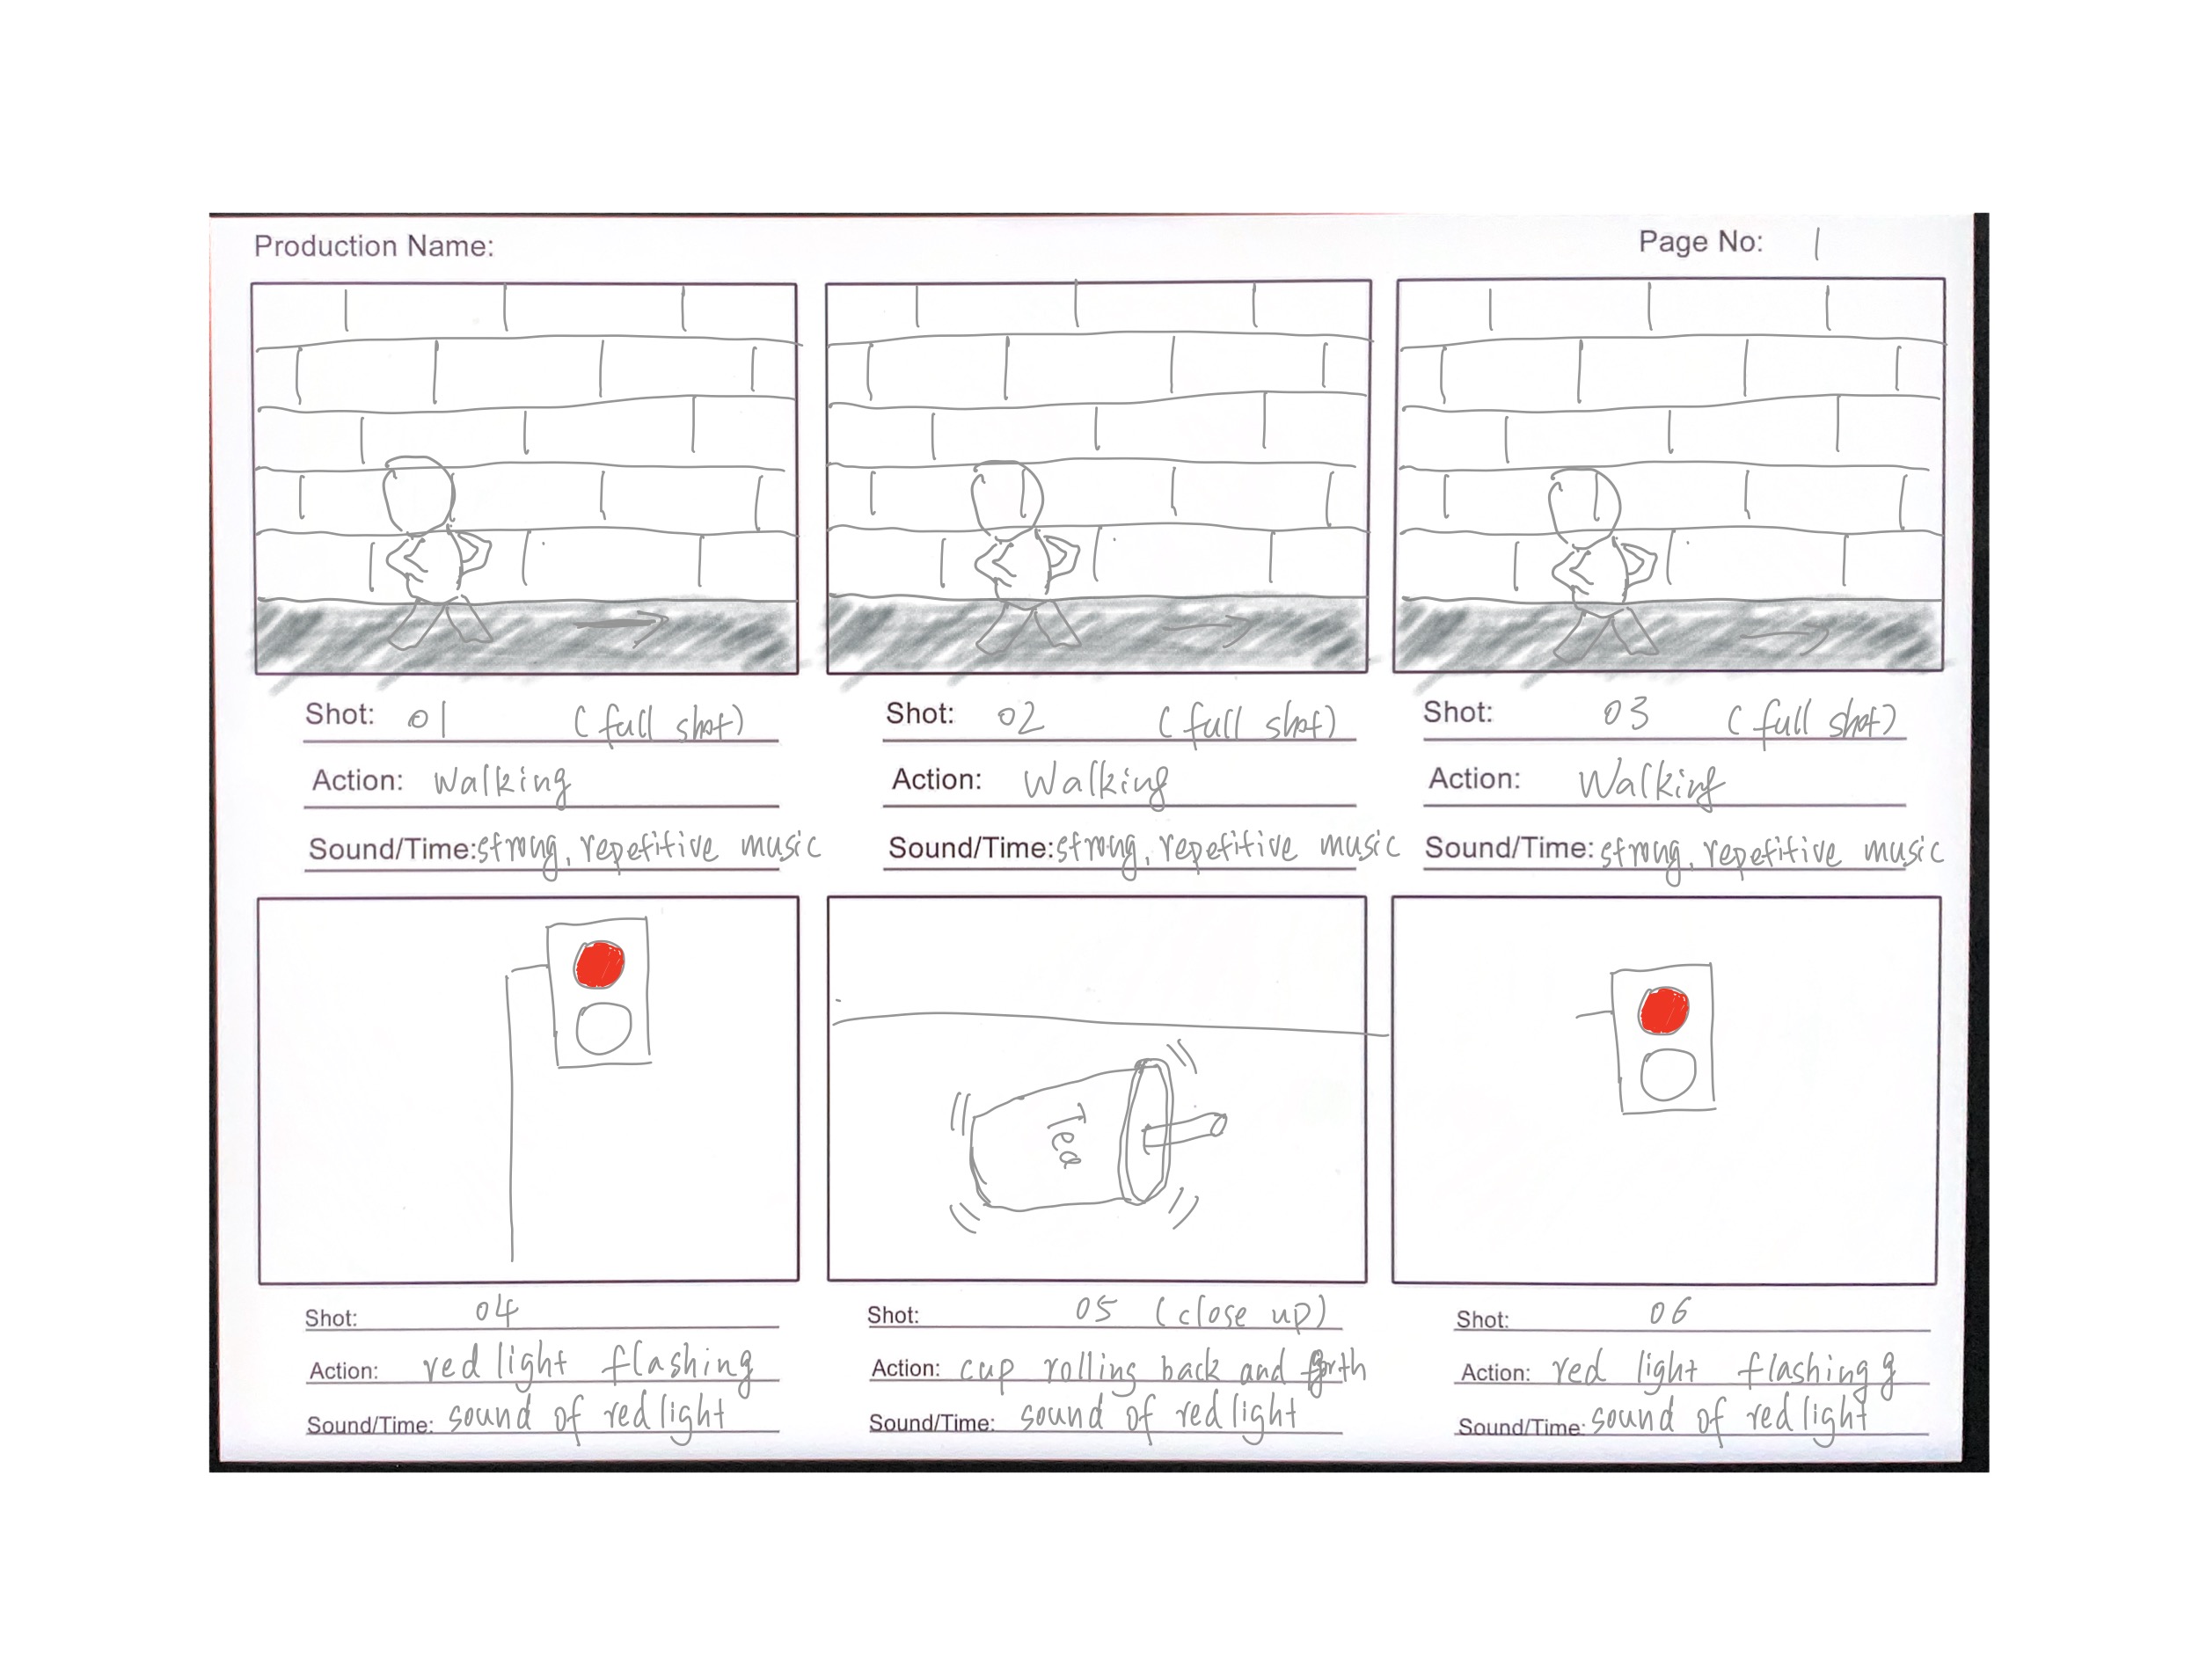 Production Name:
Page No: 1
Shot: 01 (full shot)
Action: Walking
Sound/Time: strong, repetitive music
Shot: 02 (full shot)
Action: Walking
Sound/Time: strong, repetitive music
Shot: 03 (full shot)
Action: Walking
Sound/Time: strong, repetitive music
Shot: 04
Action: red light flashing
Sound/Time: sound of red light
Tea
Shot: 05 (close up)
Action: cup rolling back and forth
Sound/Time: sound of red light
Shot: 06
Action: red light flashing g
Sound/Time: sound of red light